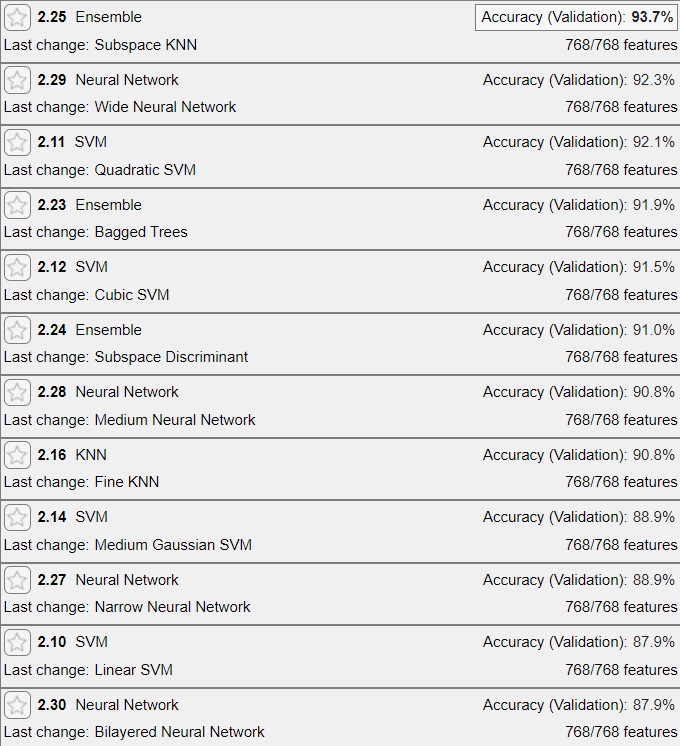 2.25 Ensemble Accuracy (Validation): 93.7%
Last change: Subspace KNN 768/768 features
2.29 Neural Network Accuracy (Validation): 92.3%
Last change: Wide Neural Network 768/768 features
2.11 SVM Accuracy (Validation): 92.1%
Last change: Quadratic SVM 768/768 features
2.23 Ensemble Accuracy (Validation): 91.9%
Last change: Bagged Trees 768/768 features
2.12 SVM Accuracy (Validation): 91.5%
Last change: Cubic SVM 768/768 features
2.24 Ensemble Accuracy (Validation): 91.0%
Last change: Subspace Discriminant 768/768 features
2.28 Neural Network Accuracy (Validation): 90.8%
Last change: Medium Neural Network 768/768 features
2.16 KNN Accuracy (Validation): 90.8%
Last change: Fine KNN 768/768 features
2.14 SVM Accuracy (Validation): 88.9%
Last change: Medium Gaussian SVM 768/768 features
2.27 Neural Network Accuracy (Validation): 88.9%
Last change: Narrow Neural Network 768/768 features
2.10 SVM Accuracy (Validation): 87.9%
Last change: Linear SVM 768/768 features
2.30 Neural Network Accuracy (Validation): 87.9%
Last change: Bilayered Neural Network 768/768 features